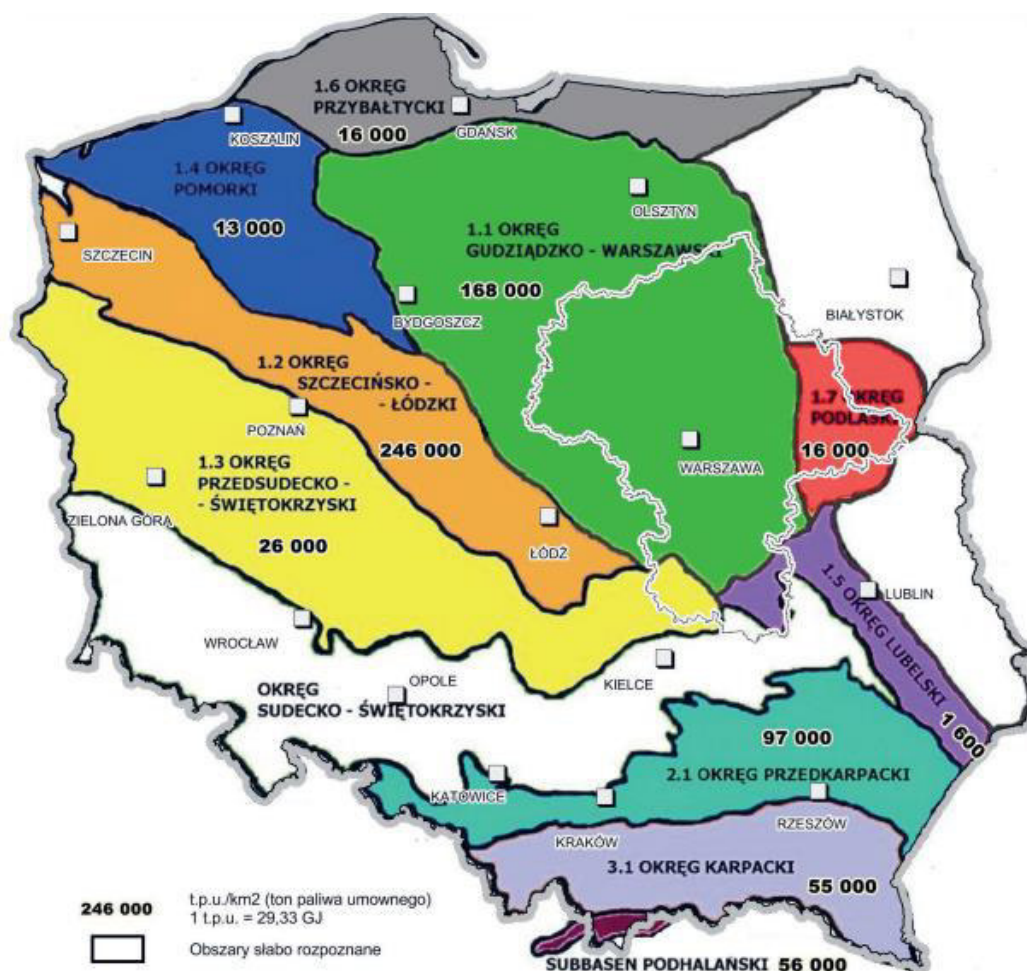 1.6 OKRĘG
PRZYBAŁTYCKI
16 000
GDAŃSK
KOSZALIN
1.4 OKRĘG
POMORKI
13 000
SZCZECIN
OLSZTYN
1.1 OKRĘG
GUDZIĄDZKO - WARSZAWSKI
168 000
BYDGOSZCZ
BIAŁYSTOK
1.2 OKRĘG
SZCZECIŃSKO -
- ŁÓDZKI
246 000
1.7 OKRĘG
PODLASKI
16 000
POZNAŃ
WARSZAWA
1.3 OKRĘG
PRZEDSUDECKO -
- ŚWIĘTOKRZYSKI
26 000
ZIELONA GÓRA
ŁÓDŹ
1.5 OKRĘG LUBELSKI
1 600
LUBLIN
WROCŁAW
OPOLE
KIELCE
OKRĘG
SUDECKO - ŚWIĘTOKRZYSKI
97 000
2.1 OKRĘG PRZEDKARPACKI
KATOWICE
KRAKÓW
RZESZÓW
3.1 OKRĘG KARPACKI
55 000
246 000
t.p.u./km2 (ton paliwa umownego)
1 t.p.u. = 29,33 GJ
Obszary słabo rozpoznane
SUBBASEN PODHALAŃSKI 56 000